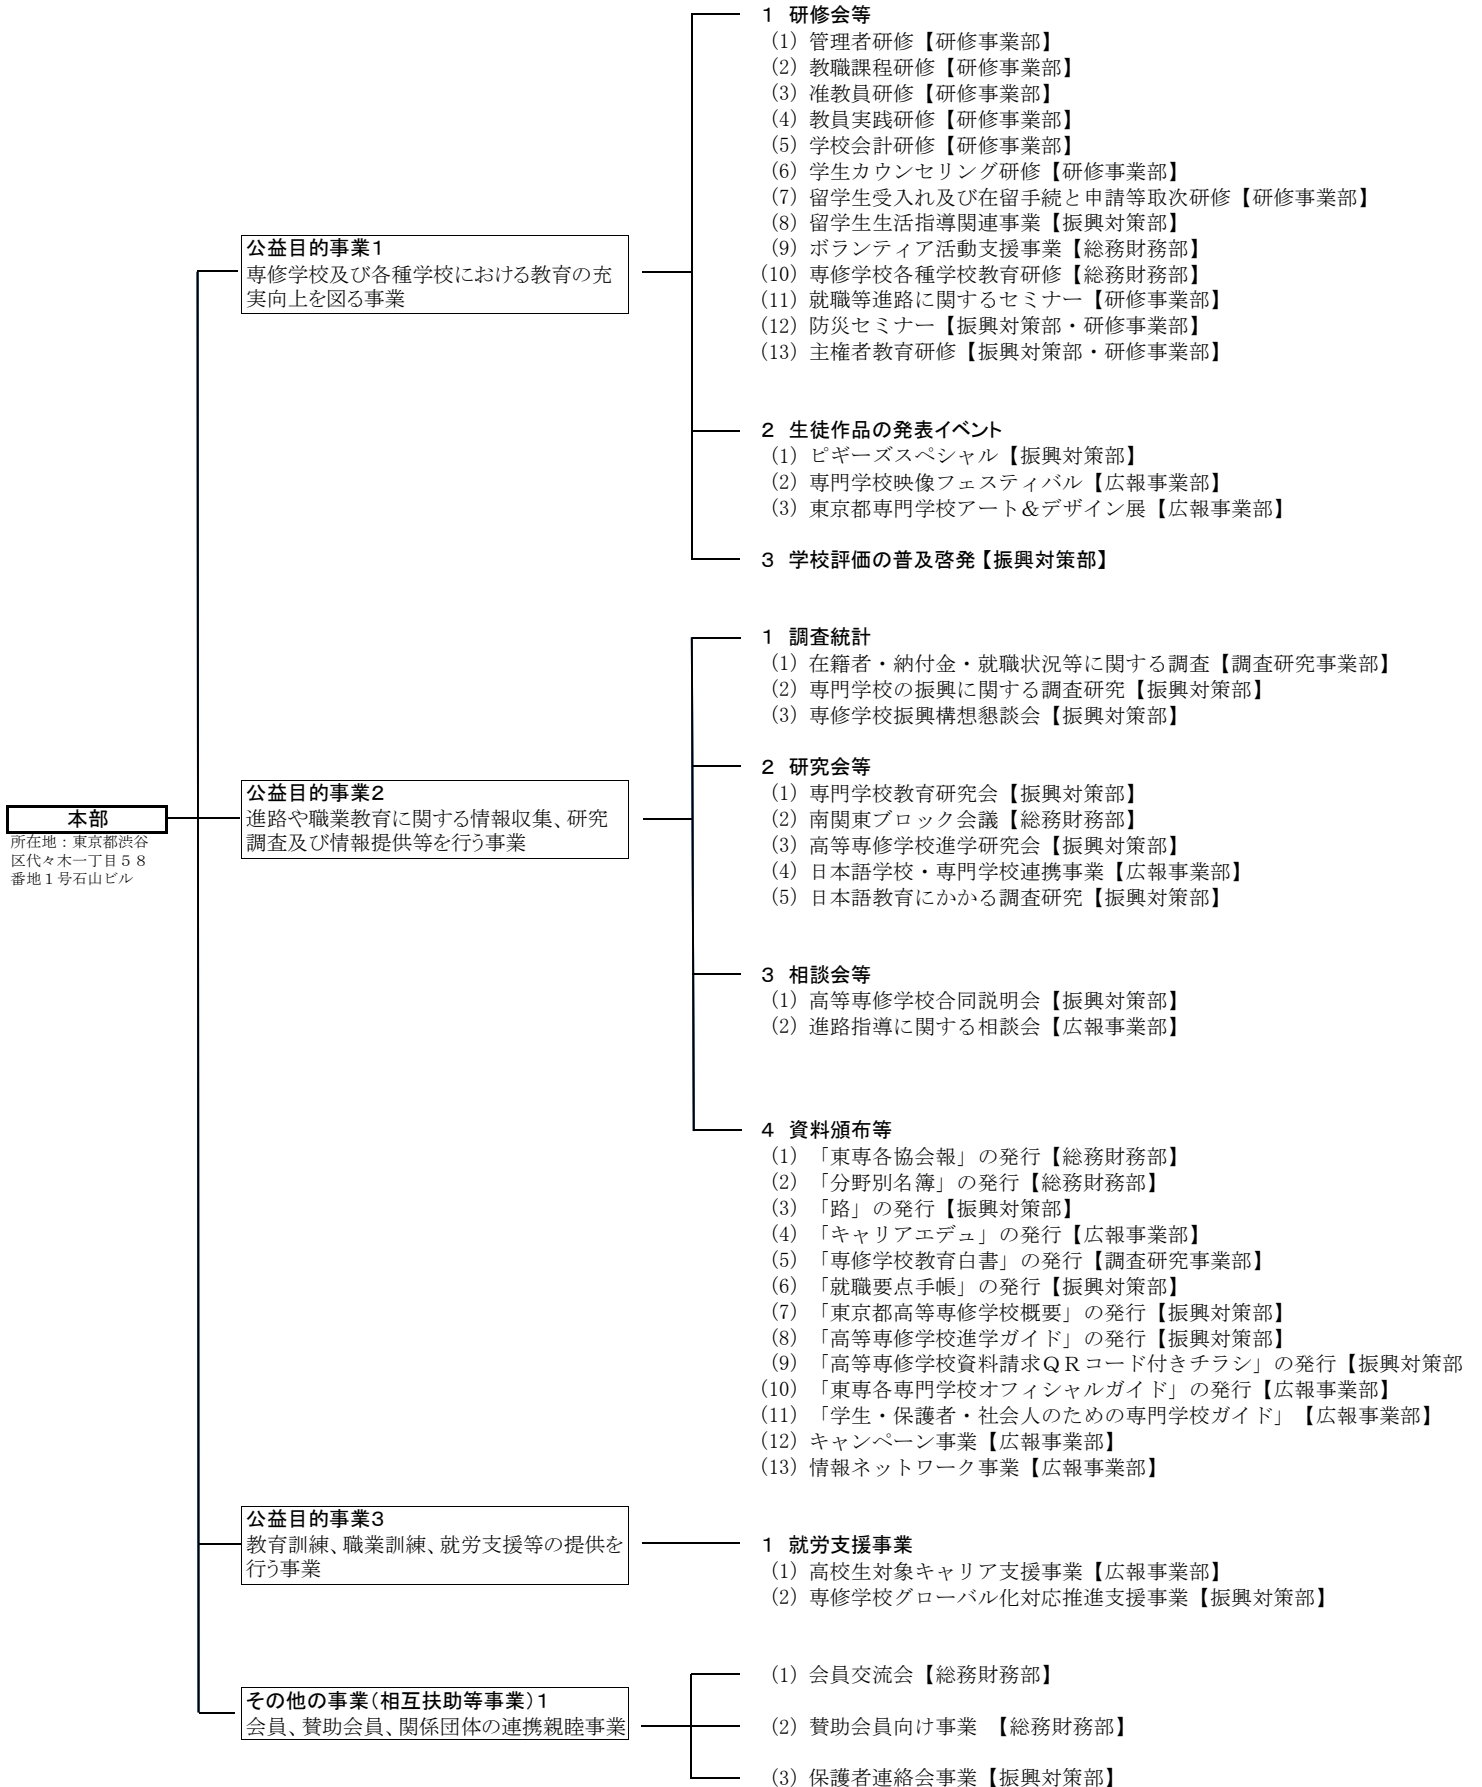 本部
所在地：東京都渋谷
区代々木一丁目５８
番地１号石山ビル
公益目的事業１
専修学校及び各種学校における教育の充
実向上を図る事業
１ 研修会等
(1) 管理者研修【研修事業部】
(2) 教職課程研修【研修事業部】
(3) 准教員研修【研修事業部】
(4) 教員実践研修【研修事業部】
(5) 学校会計研修【研修事業部】
(6) 学生カウンセリング研修【研修事業部】
(7) 留学生受入れ及び在留手続と申請等取次研修【研修事業部】
(8) 留学生生活指導関連事業【振興対策部】
(9) ボランティア活動支援事業【総務財務部】
(10) 専修学校各種学校教育研修【総務財務部】
(11) 就職等進路に関するセミナー【研修事業部】
(12) 防災セミナー【振興対策部・研修事業部】
(13) 主権者教育研修【振興対策部・研修事業部】
２ 生徒作品の発表イベント
(1) ピギーズスペシャル【振興対策部】
(2) 専門学校映像フェスティバル【広報事業部】
(3) 東京都専門学校アート＆デザイン展【広報事業部】
３ 学校評価の普及啓発【振興対策部】
公益目的事業２
進路や職業教育に関する情報収集、研究
調査及び情報提供等を行う事業
１ 調査統計
(1) 在籍者・納付金・就職状況等に関する調査【調査研究事業部】
(2) 専門学校の振興に関する調査研究【振興対策部】
(3) 専修学校振興構想懇談会【振興対策部】
２ 研究会等
(1) 専門学校教育研究会【振興対策部】
(2) 南関東ブロック会議【総務財務部】
(3) 高等専修学校進学研究会【振興対策部】
(4) 日本語学校・専門学校連携事業【広報事業部】
(5) 日本語教育にかかる調査研究【振興対策部】
３ 相談会等
(1) 高等専修学校合同説明会【振興対策部】
(2) 進路指導に関する相談会【広報事業部】
４ 資料頒布等
(1) 「東専各協会報」の発行【総務財務部】
(2) 「分野別名簿」の発行【総務財務部】
(3) 「路」の発行【振興対策部】
(4) 「キャリアエデュ」の発行【広報事業部】
(5) 「専修学校教育白書」の発行【調査研究事業部】
(6) 「就職要点手帳」の発行【振興対策部】
(7) 「東京都高等専修学校概要」の発行【振興対策部】
(8) 「高等専修学校進学ガイド」の発行【振興対策部】
(9) 「高等専修学校資料請求ＱＲコード付きチラシ」の発行【振興対策部
(10) 「東専各専門学校オフィシャルガイド」の発行【広報事業部】
(11) 「学生・保護者・社会人のための専門学校ガイド」【広報事業部】
(12) キャンペーン事業【広報事業部】
(13) 情報ネットワーク事業【広報事業部】
公益目的事業３
教育訓練、職業訓練、就労支援等の提供を
行う事業
１ 就労支援事業
(1) 高校生対象キャリア支援事業【広報事業部】
(2) 専修学校グローバル化対応推進支援事業【振興対策部】
その他の事業（相互扶助等事業）１
会員、賛助会員、関係団体の連携親睦事業
(1) 会員交流会【総務財務部】
(2) 賛助会員向け事業 【総務財務部】
(3) 保護者連絡会事業【振興対策部】